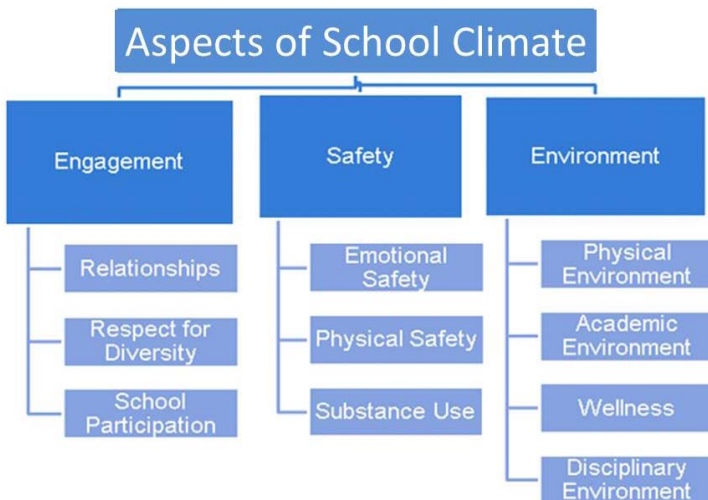 Aspects of School Climate
Engagement
Relationships
Respect for
Diversity
School
Participation
Safety
Emotional
Safety
Physical Safety
Substance Use
Environment
Physical
Environment
Academic
Environment
Wellness
Disciplinary
Environment